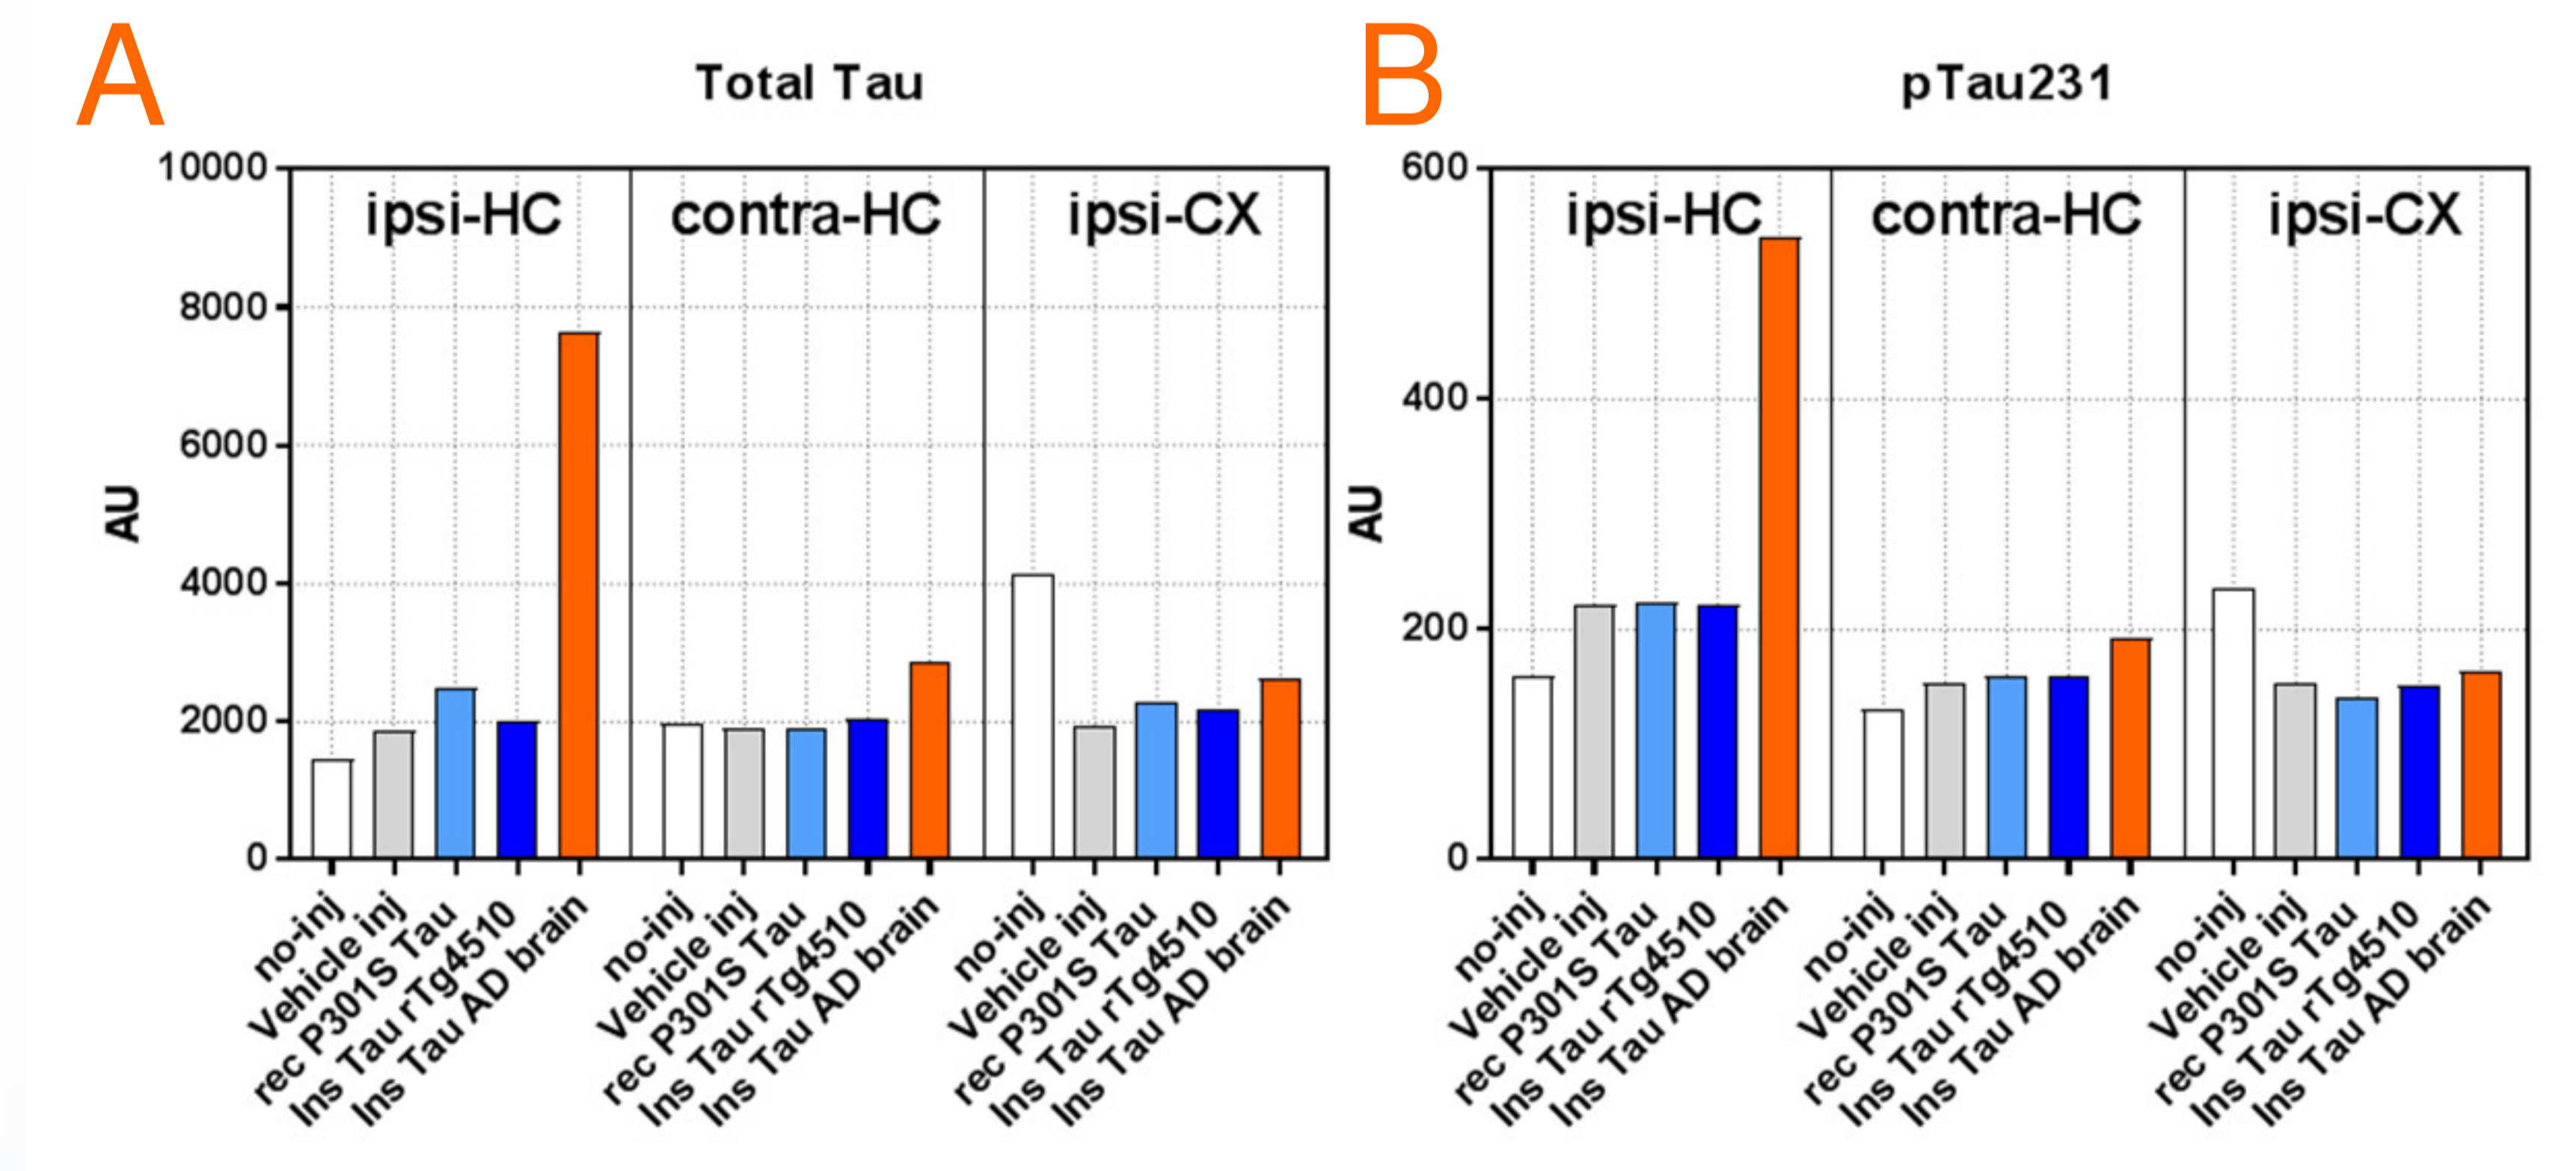 A
Total Tau
10000
8000
6000
4000
2000
0
AU
ipsi-HC
contra-HC
ipsi-CX
no-inj
Vehicle inj
rec P301S Tau
Ins Tau rTg4510
Ins Tau AD brain
no-inj
Vehicle inj
rec P301S Tau
Ins Tau rTg4510
Ins Tau AD brain
no-inj
Vehicle inj
rec P301S Tau
Ins Tau rTg4510
Ins Tau AD brain
B
pTau231
600
400
200
0
AU
ipsi-HC
contra-HC
ipsi-CX
no-inj
Vehicle inj
rec P301S Tau
Ins Tau rTg4510
Ins Tau AD brain
no-inj
Vehicle inj
rec P301S Tau
Ins Tau rTg4510
Ins Tau AD brain
no-inj
Vehicle inj
rec P301S Tau
Ins Tau rTg4510
Ins Tau AD brain